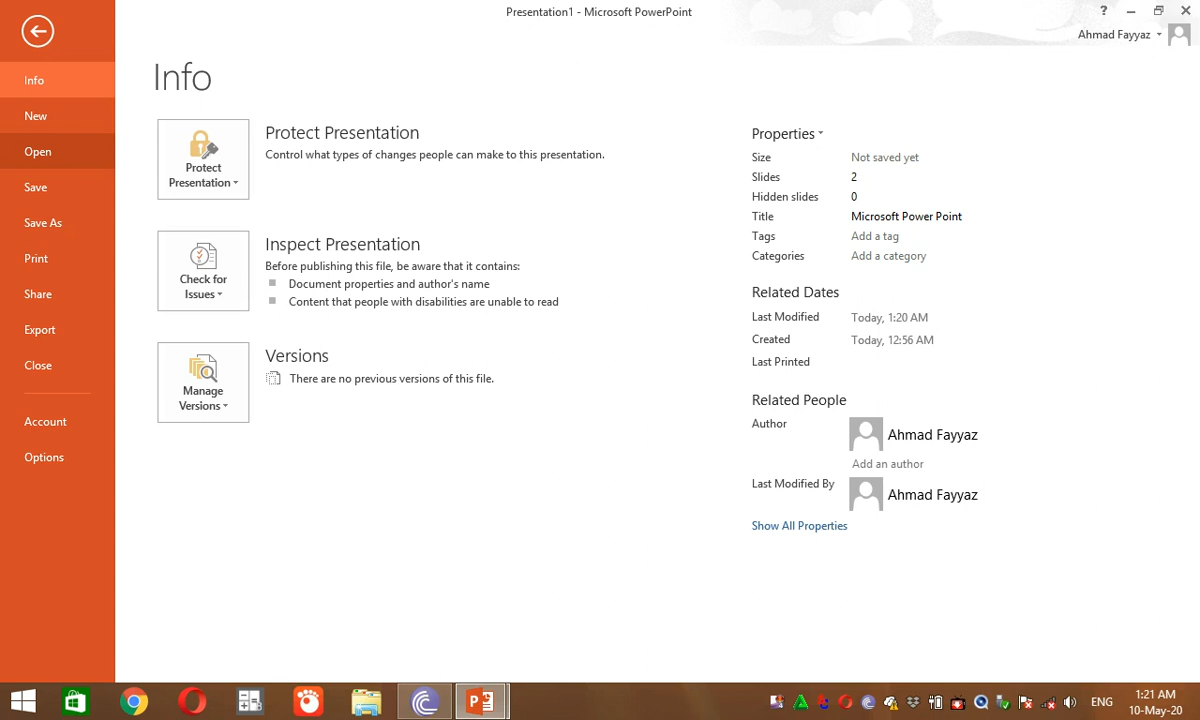 Presentation1 - Microsoft PowerPoint
?
Ahmad Fayyaz
Info
New
Open
Save
Save As
Print
Share
Export
Close
Account
Options
Info
Protect Presentation
Protect Presentation
Control what types of changes people can make to this presentation.
Check for Issues
Inspect Presentation
Before publishing this file, be aware that it contains:
Document properties and author's name
Content that people with disabilities are unable to read
Manage Versions
Versions
There are no previous versions of this file.
Properties
Size Not saved yet
Slides 2
Hidden slides 0
Title Microsoft Power Point
Tags Add a tag
Categories Add a category
Related Dates
Last Modified Today, 1:20 AM
Created Today, 12:56 AM
Last Printed
Related People
Author Ahmad Fayyaz
Add an author
Last Modified By Ahmad Fayyaz
Show All Properties
ENG
1:21 AM
10-May-20